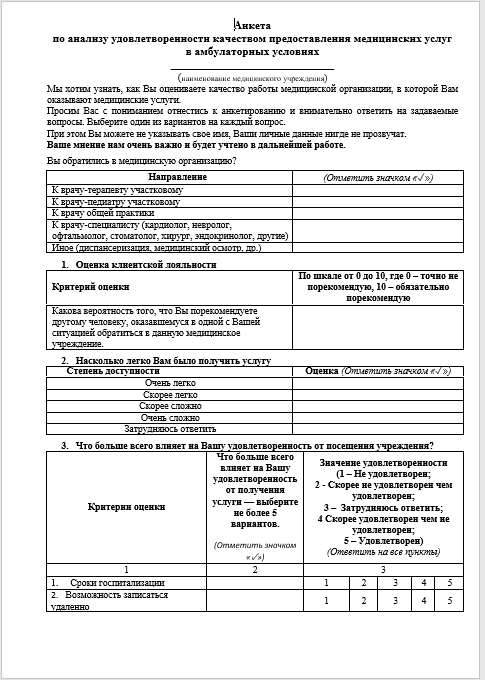 Анкета
по анализу удовлетворенности качеством предоставления медицинских услуг
в амбулаторных условиях
(наименование медицинского учреждения)
Мы хотим узнать, как Вы оцениваете качество работы медицинской организации, в которой Вам
оказывают медицинские услуги.
Просим Вас с пониманием отнестись к анкетированию и внимательно ответить на задаваемые
вопросы. Выберите один из вариантов на каждый вопрос.
При этом Вы можете не указывать свое имя, Ваши личные данные нигде не прозвучат.
Ваше мнение нам очень важно и будет учтено в дальнейшей работе.
Вы обратились в медицинскую организацию?
Направление (Отметить значком «√»)
К врачу-терапевту участковому
К врачу-педиатру участковому
К врачу общей практики
К врачу-специалисту (кардиолог, невролог,
офтальмолог, стоматолог, хирург, эндокринолог, другие)
Иное (диспансеризация, медицинский осмотр, др.)
1. Оценка клиентской лояльности
Критерий оценки
По шкале от 0 до 10, где 0 – точно не
порекомендую, 10 – обязательно
порекомендую
Какова вероятность того, что Вы порекомендуете
другому человеку, оказавшемуся в одной с Вашей
ситуацией обратиться в данную медицинское
учреждение.
2. Насколько легко Вам было получить услугу
Степень доступности Оценка (Отметить значком «√»)
Очень легко
Скорее легко
Скорее сложно
Очень сложно
Затрудняюсь ответить
3. Что больше всего влияет на Вашу удовлетворенность от посещения учреждения?
Критерии оценки
Что больше всего
влияет на Вашу
удовлетворенность
от получения
услуги — выберите
не более 5
вариантов.
(Отметить значком
«√»)
Значение удовлетворенности
(1 – Не удовлетворен;
2 - Скорее не удовлетворен чем
удовлетворен;
3 – Затрудняюсь ответить;
4 Скорее удовлетворен чем не
удовлетворен;
5 – Удовлетворен)
(Ответить на все пункты)
1 2 3
1. Сроки госпитализации 1 2 3 4 5
2. Возможность записаться
удаленно 1 2 3 4 5